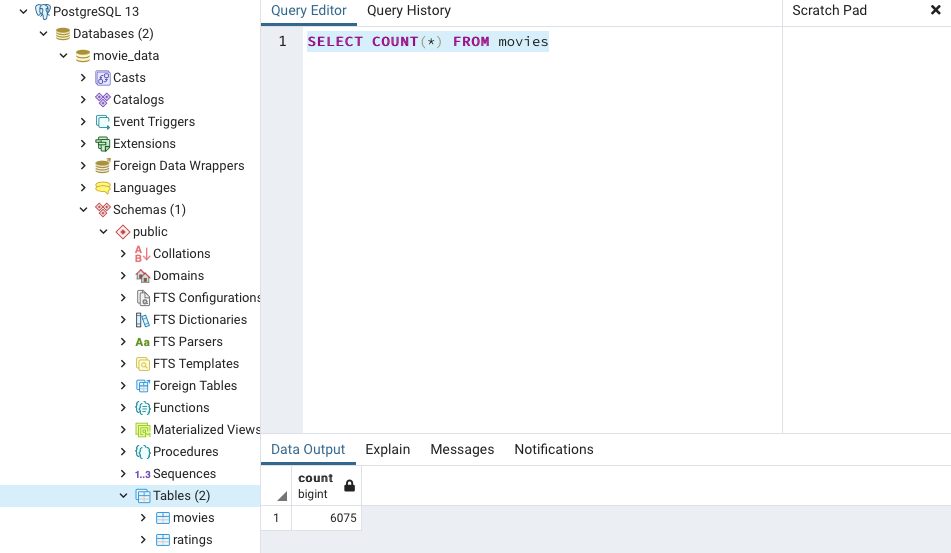 PostgreSQL 13
Databases (2)
movie_data
Casts
Catalogs
Event Triggers
Extensions
Foreign Data Wrappers
Languages
Schemas (1)
public
Collations
Domains
FTS Configurations
FTS Dictionaries
Aa FTS Parsers
FTS Templates
Foreign Tables
Functions
Materialized Views
Procedures
1..3 Sequences
Tables (2)
movies
ratings
Query Editor Query History
1 SELECT COUNT(*) FROM movies
Scratch Pad
Data Output Explain Messages Notifications
count
bigint
1 6075